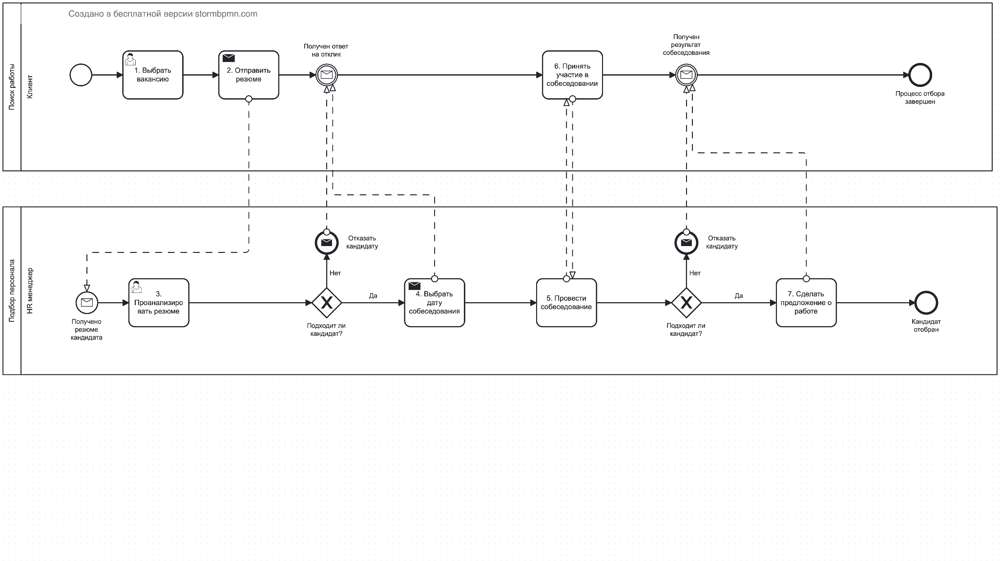 Создано в бесплатной версии stormbpmn.com
Поиск работы
Клиент
1. Выбрать
вакансию
2. Отправить
резюме
Получен ответ
на отклик
6. Принять
участие в
собеседовании
Получен
результат
собеседования
Процесс отбора
завершен
Подбор персонала
HR менеджер
Получено
резюме
кандидата
3.
Проанализиро
вать резюме
Отказать
кандидату
Нет
Подходит ли
кандидат?
Да
4. Выбрать
дату
собеседования
5. Провести
собеседование
Отказать
кандидату
Нет
Подходит ли
кандидат?
Да
7. Сделать
предложение о
работе
Кандидат
отобран